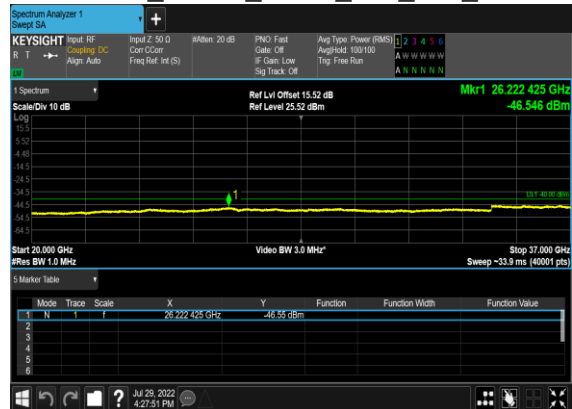 Spectrum Analyzer 1
Swept SA
+
KEYSIGHT Input: RF Input Z: 50 Ω #Atten: 20 dB PNO: Fast Avg Type: Power (RMS) 1 2 3 4 5 6
R T Coupling: DC Corr CCorr Gate: Off Avg|Hold: 100/100 A W W W W W
Align: Auto Freq Ref: Int (S) IF Gain: Low Trig: Free Run
Sig Track: Off A N N N N N
1 Spectrum Ref Lvl Offset 15.52 dB Mkr1 26.222 425 GHz
Scale/Div 10 dB Ref Level 25.52 dBm -46.546 dBm
Log
15.5
5.52
-4.48
-14.5
-24.5
-34.5 1 DL1 -40.00 dBm
-44.5
-54.5
-64.5
Start 20.000 GHz Video BW 3.0 MHz* Stop 37.000 GHz
#Res BW 1.0 MHz Sweep ~33.9 ms (40001 pts)
5 Marker Table
Mode Trace Scale X Y Function Function Width Function Value
1 N 1 f 26.222 425 GHz -46.55 dBm
2
3
4
5
6
? Jul 29, 2022
4:27:51 PM